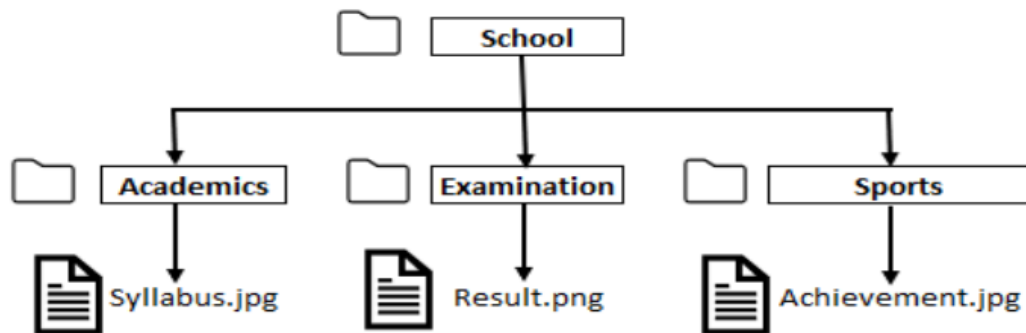 School
Academics
Examination
Sports
Syllabus.jpg
Result.png
Achievement.jpg